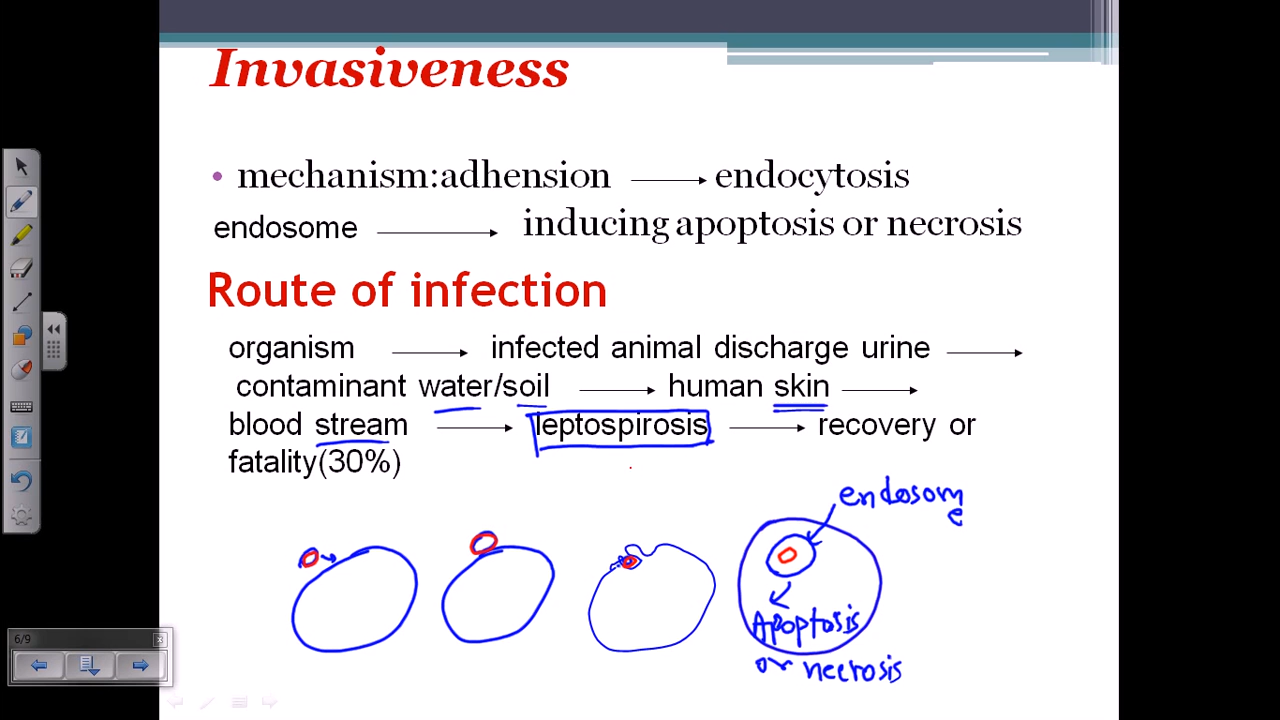 Invasiveness
• mechanism:adhension → endocytosis
endosome → inducing apoptosis or necrosis
Route of infection
organism → infected animal discharge urine →
contaminant water/soil → human skin →
blood stream → leptospirosis → recovery or
fatality(30%)
endosom
e
Apoptosis
or necrosis
6/9